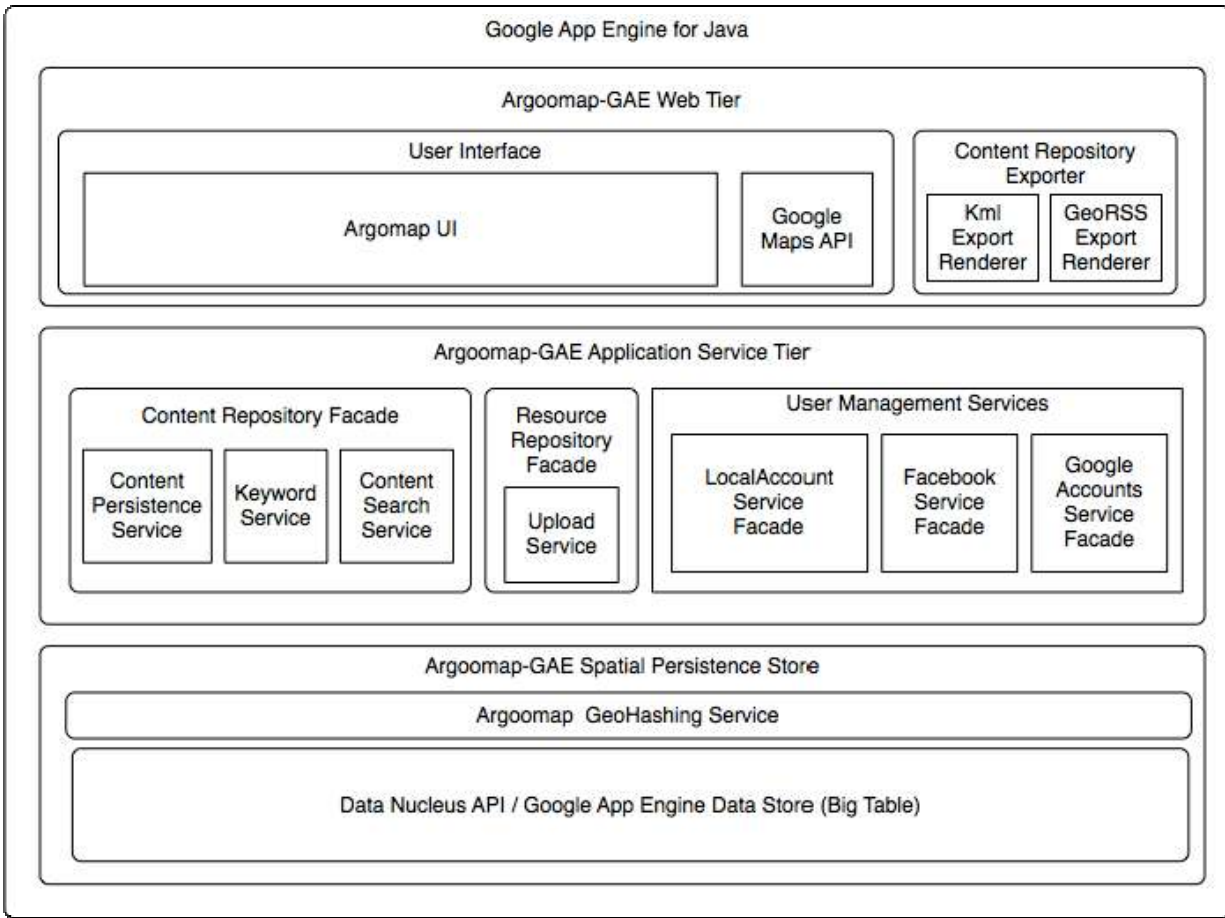 Google App Engine for Java
Argoomap-GAE Web Tier
User Interface
Argomap UI
Google
Maps API
Content Repository
Exporter
Kml
Export
Renderer
GeoRSS
Export
Renderer
Argoomap-GAE Application Service Tier
Content Repository Facade
Content
Persistence
Service
Keyword
Service
Content
Search
Service
Resource
Repository
Facade
Upload
Service
User Management Services
LocalAccount
Service
Facade
Facebook
Service
Facade
Google
Accounts
Service
Facade
Argoomap-GAE Spatial Persistence Store
Argoomap GeoHashing Service
Data Nucleus API / Google App Engine Data Store (Big Table)